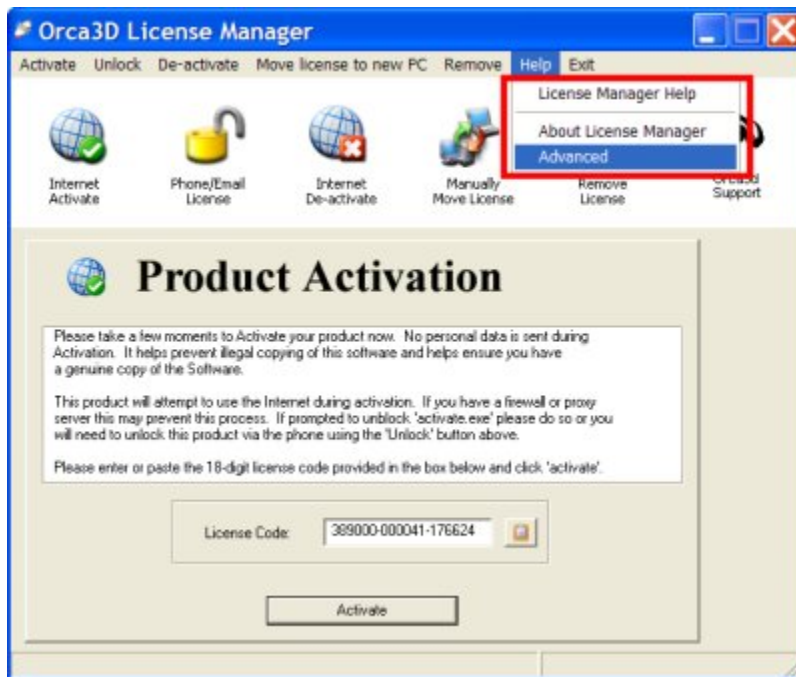 Orca3D License Manager
Activate Unlock De-activate Move license to new PC Remove Help Exit
License Manager Help
About License Manager
Advanced
Internet Activate
Phone/Email License
Internet De-activate
Manually Move License
Remove License
Orca3d Support
Product Activation
Please take a few moments to Activate your product now. No personal data is sent during
Activation. It helps prevent illegal copying of this software and helps ensure you have
a genuine copy of the Software.
This product will attempt to use the Internet during activation. If you have a firewall or proxy
server this may prevent this process. If prompted to unblock 'activate.exe' please do so or you
will need to unlock this product via the phone using the 'Unlock' button above.
Please enter or paste the 18-digit license code provided in the box below and click 'activate'.
License Code: 389000-000041-176624
Activate